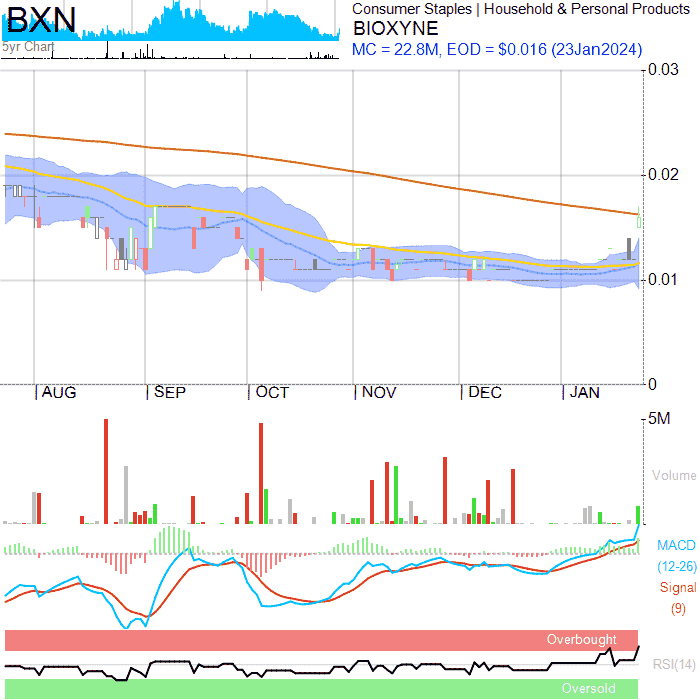 BXN
Consumer Staples | Household & Personal Products
BIOXYNE
MC = 22.8M, EOD = $0.016 (23Jan2024)
5yr Chart
0.03
0.02
0.01
0
AUG SEP OCT NOV DEC JAN
5M
Volume
MACD
(12-26)
Signal
(9)
Overbought
RSI(14)
Oversold